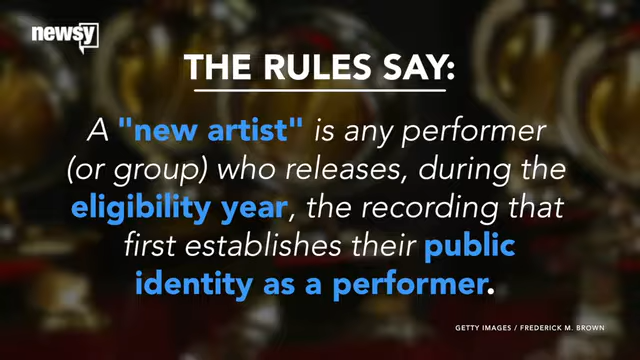 newsy
THE RULES SAY:
A "new artist" is any performer
(or group) who releases, during the
eligibility year, the recording that
first establishes their public
identity as a performer.
GETTY IMAGES / FREDERICK M. BROWN